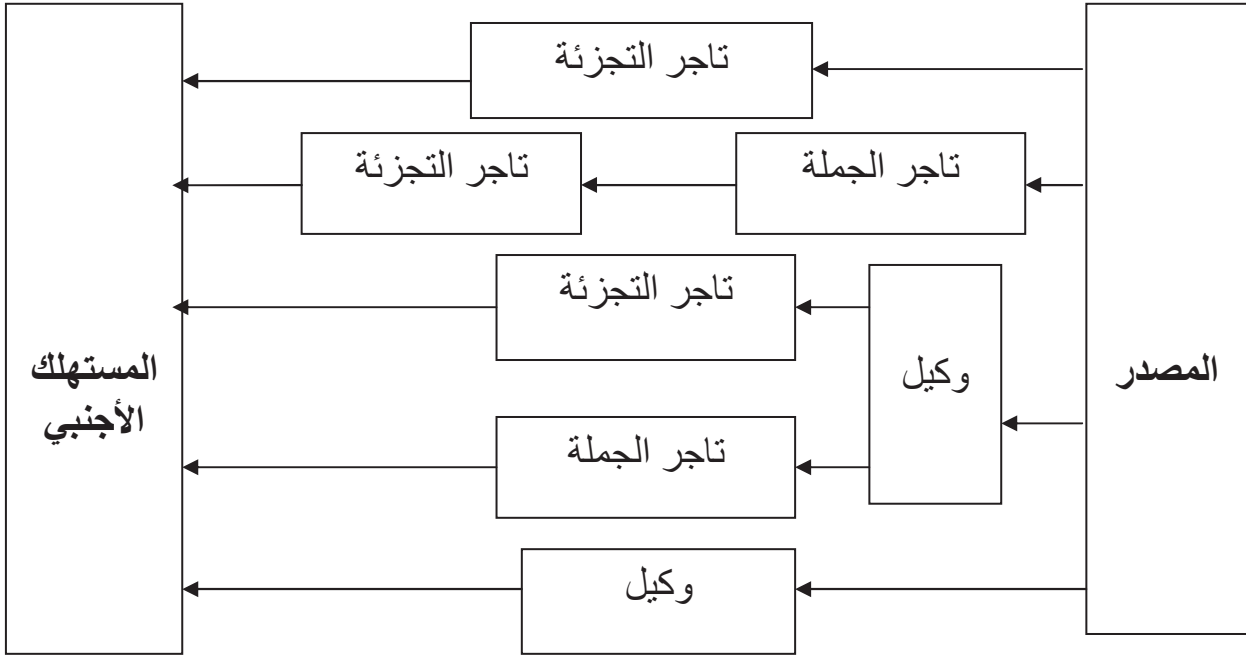 تاجر التجزئة
تاجر الجملة
تاجر التجزئة
تاجر التجزئة
المصدر
وكيل
المستهلك
الأجنبي
تاجر الجملة
وكيل